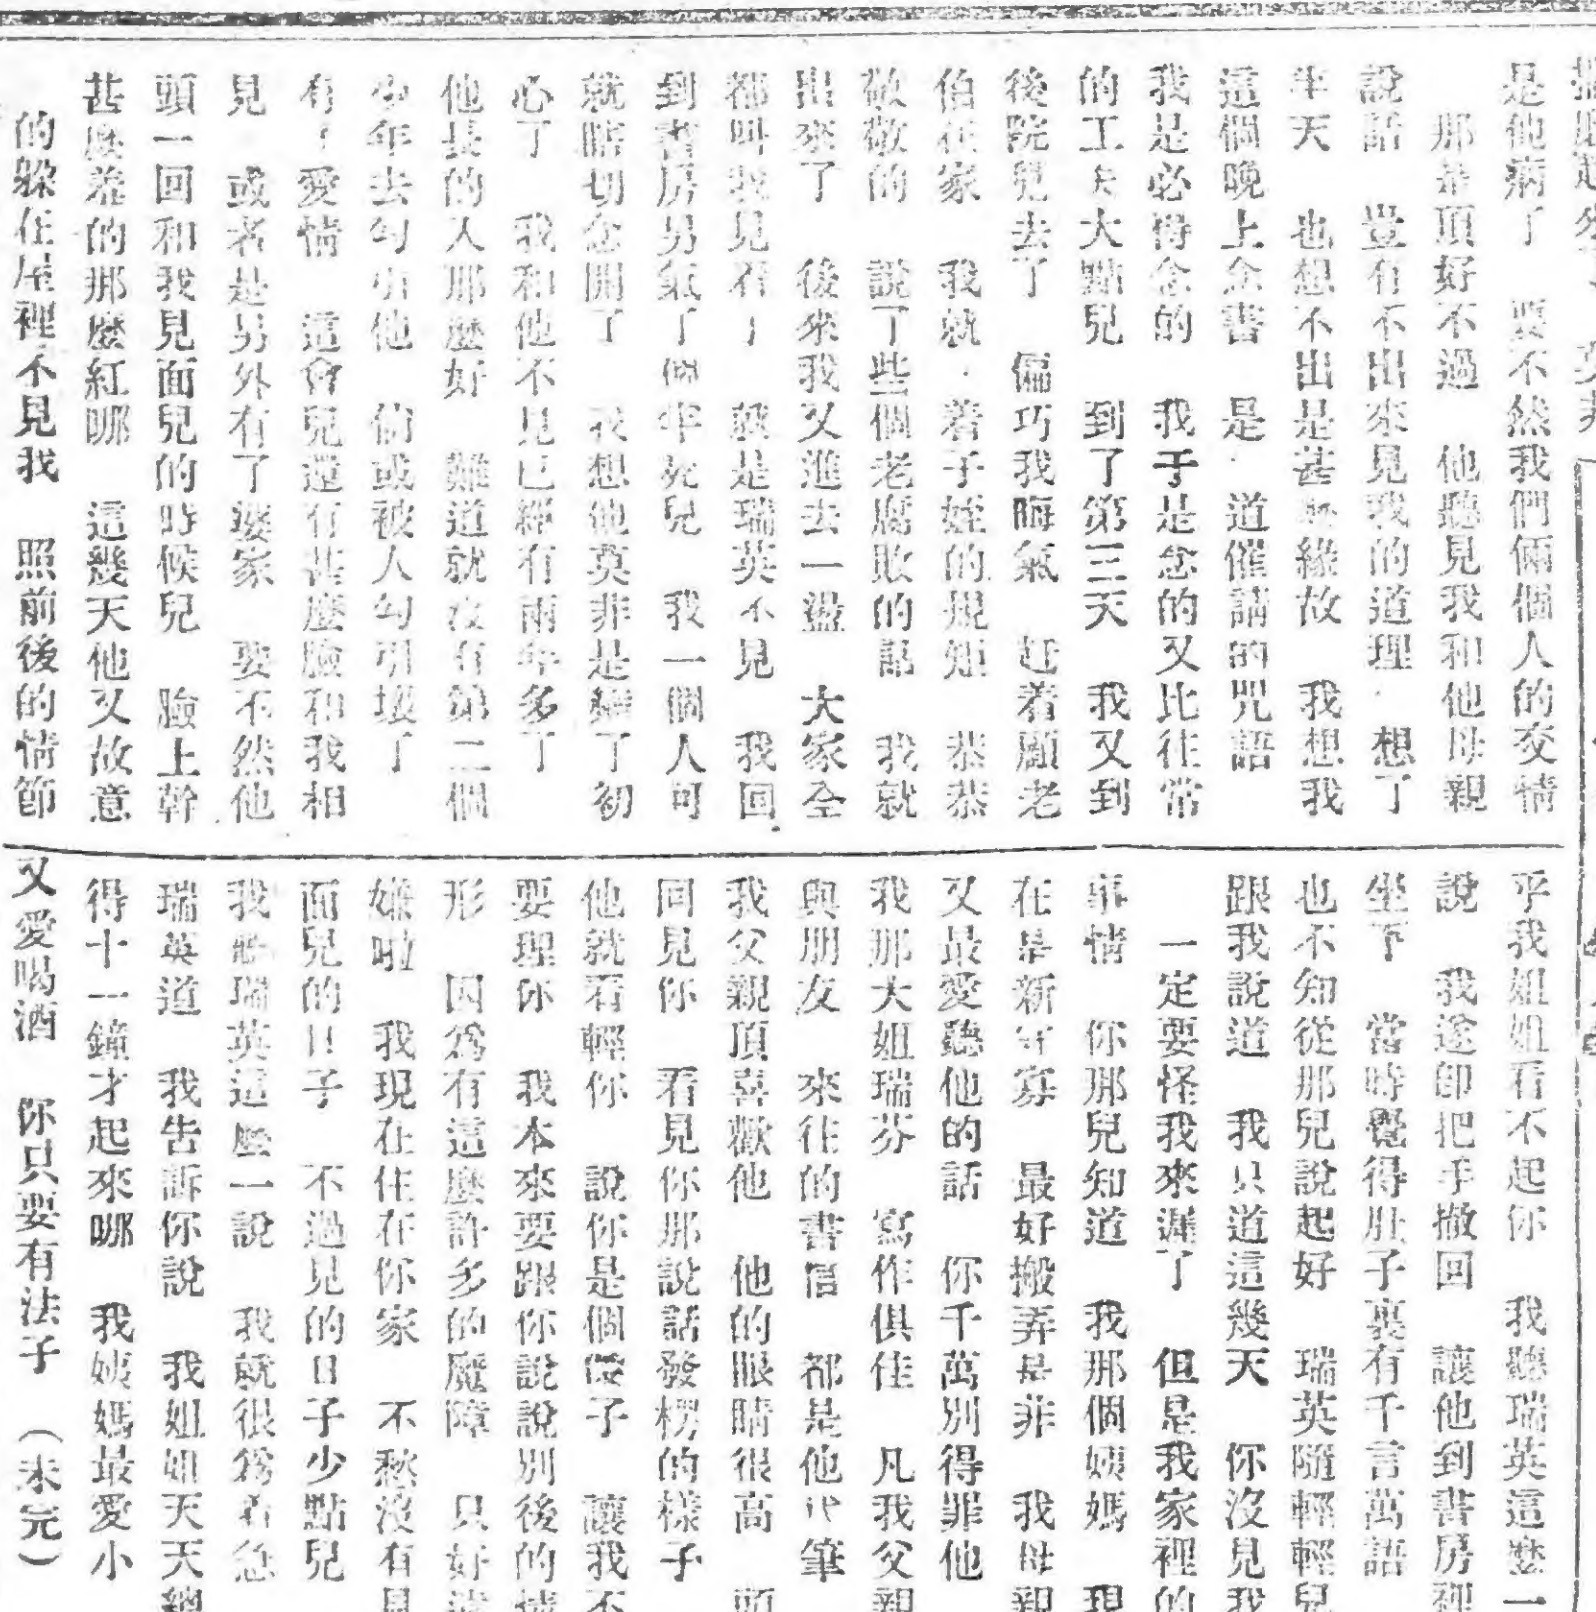 是他病了　要不然我們倆個人的交情
那是頂好不過　他聽見我和他母親
說話　豈有不出來見我的道理　想了
半天　也想不出是甚緣故　我想我
這個晚上念書　是　道催請的咒語
我是必得念的　我于是念的又比往常
的工夫大點兒　到了第三天　我又到
後院兒去了　偏巧我晦氣　赶着顧老
伯在家　我就　着子姪的規矩　恭恭
敬敬的　說了些個老腐敗的話　我就
出來了　後來我又進去一盪　大家全
都叫我見着了　就是瑞英不見　我回
到書房另氣了個半死兒　我一個人可
就瞎切念開了　我想他莫非是變了初
心了　我和他不見已經有兩年多了
他長的人那麼好　難道就沒有第二個
少年去勾引他　倘或被人勾引壞了
有了愛情　這會兒還有甚麼臉和我相
見　或者是另外有了婆家　要不然他
頭一回和我見面兒的時候兒　臉上幹
甚麼羞的那麼紅哪　這幾天他又故意
的躲在屋裡不見我　照前後的情節
乎我姐姐看不起你　我聽瑞英這麼一
說　我遂卽把手撤回　讓他到書房裡
坐下　當時覺得肚子裏有千言萬語
也不知從那兒說起好　瑞英隨輕輕兒
跟我說道　我只道這幾天　你沒見我
一定要怪我來遲了　但是我家裡的
事情　你那兒知道　我那個姨媽　現
在是新守寡　最好搬弄是非　我母親
又最愛聽他的話　你千萬別得罪他
我那大姐瑞芬　寫作俱佳　凡我父親
與朋友　來往的書信　都是他代筆
我父親頂喜歡他　他的眼睛很高　頭
回見你　看見你那說話發楞的樣子
他就看輕你　說你是個傻子　讓我不
要理你　我本來要跟你說說別後的情
形　因爲有這麼許多的魔障　只好
嫌啦　我現在住在你家　不愁沒有見
面兒的日子　不過見的日子少點兒
我聽瑞英這麼一說　我就很爲着急
瑞英道　我告訴你說　我姐姐天天總
得十一鐘才起來哪　我姨媽最愛小
又愛喝酒　你只要有法子　（未完）